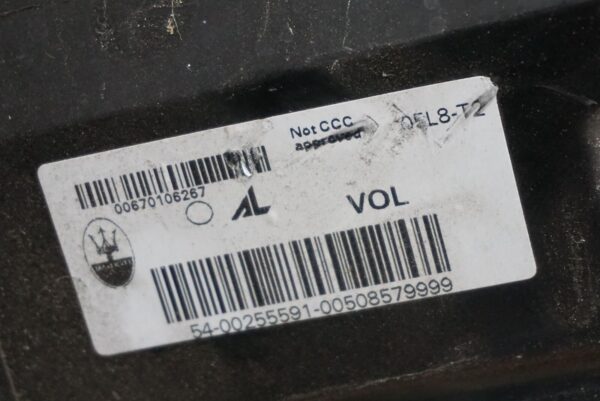 Not CCC
approved
00670106267
AL
VOL
54-00255591-00508579999